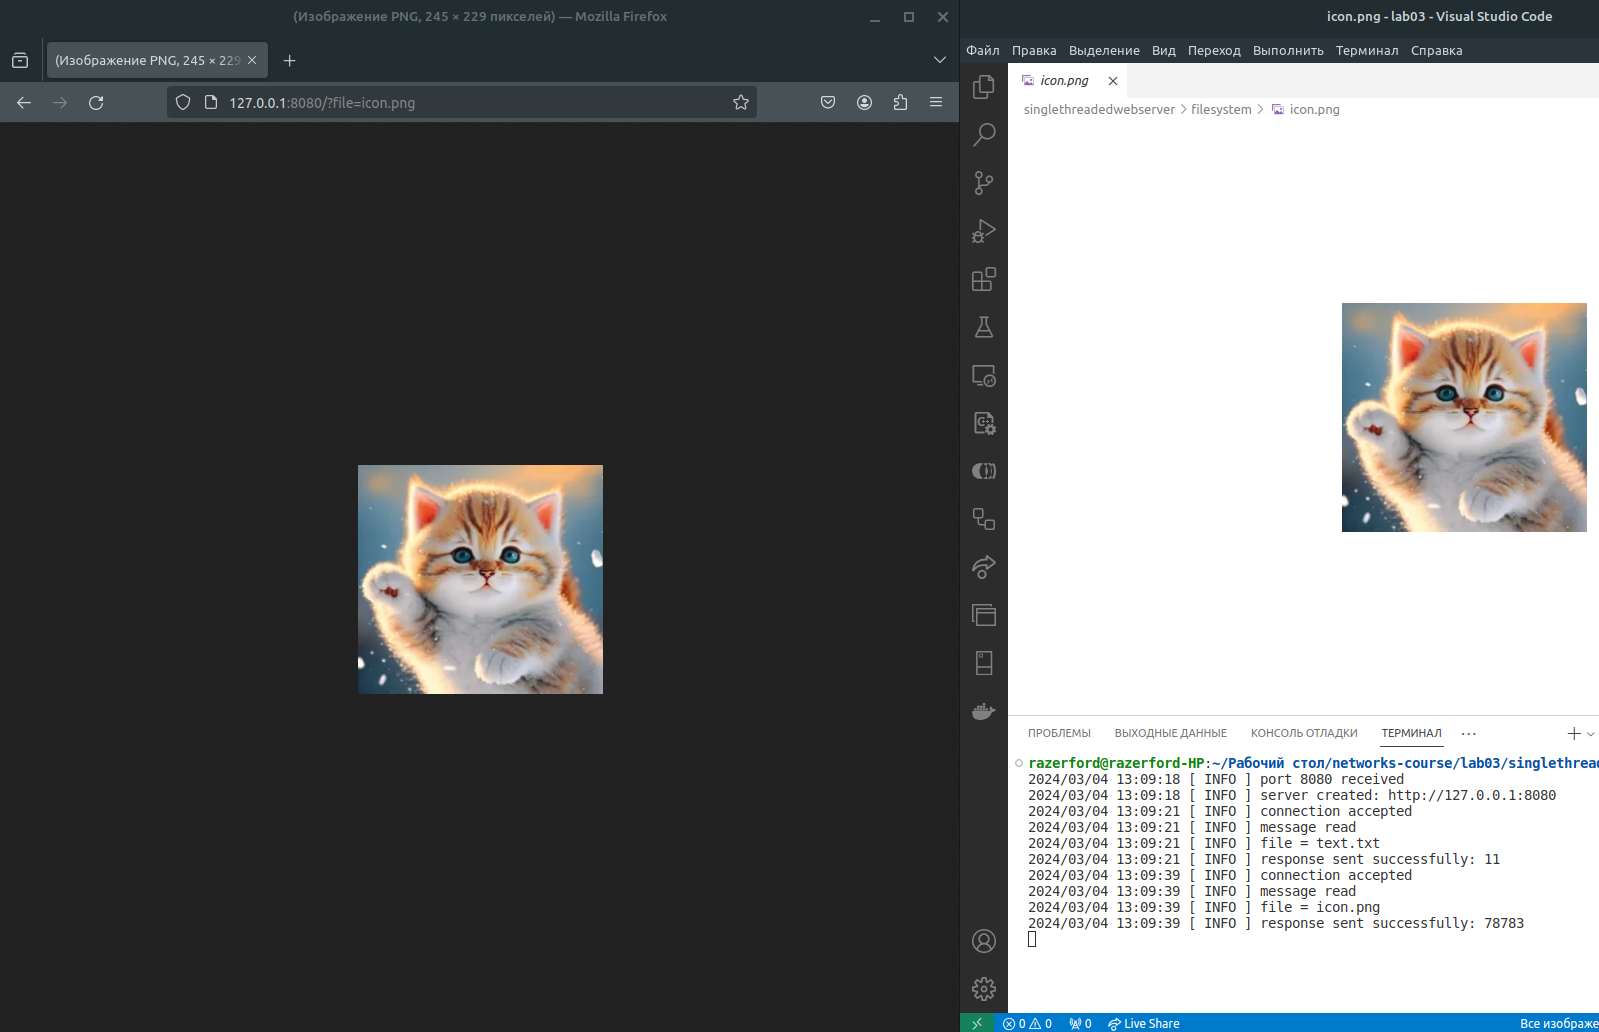 (Изображение PNG, 245 × 229 пикселей) — Mozilla Firefox
(Изображение PNG, 245 × 229
127.0.0.1:8080/?file=icon.png
icon.png - lab03 - Visual Studio Code
Файл Правка Выделение Вид Переход Выполнить Терминал Справка
icon.png
singlethreadedwebserver > filesystem > icon.png
ПРОБЛЕМЫ ВЫХОДНЫЕ ДАННЫЕ КОНСОЛЬ ОТЛАДКИ ТЕРМИНАЛ
razerford@razerford-HP:~/Рабочий стол/networks-course/lab03/singlethread
2024/03/04 13:09:18 [ INFO ] port 8080 received
2024/03/04 13:09:18 [ INFO ] server created: http://127.0.0.1:8080
2024/03/04 13:09:21 [ INFO ] connection accepted
2024/03/04 13:09:21 [ INFO ] message read
2024/03/04 13:09:21 [ INFO ] file = text.txt
2024/03/04 13:09:21 [ INFO ] response sent successfully: 11
2024/03/04 13:09:39 [ INFO ] connection accepted
2024/03/04 13:09:39 [ INFO ] message read
2024/03/04 13:09:39 [ INFO ] file = icon.png
2024/03/04 13:09:39 [ INFO ] response sent successfully: 78783
0 0 0 Live Share Все изображе